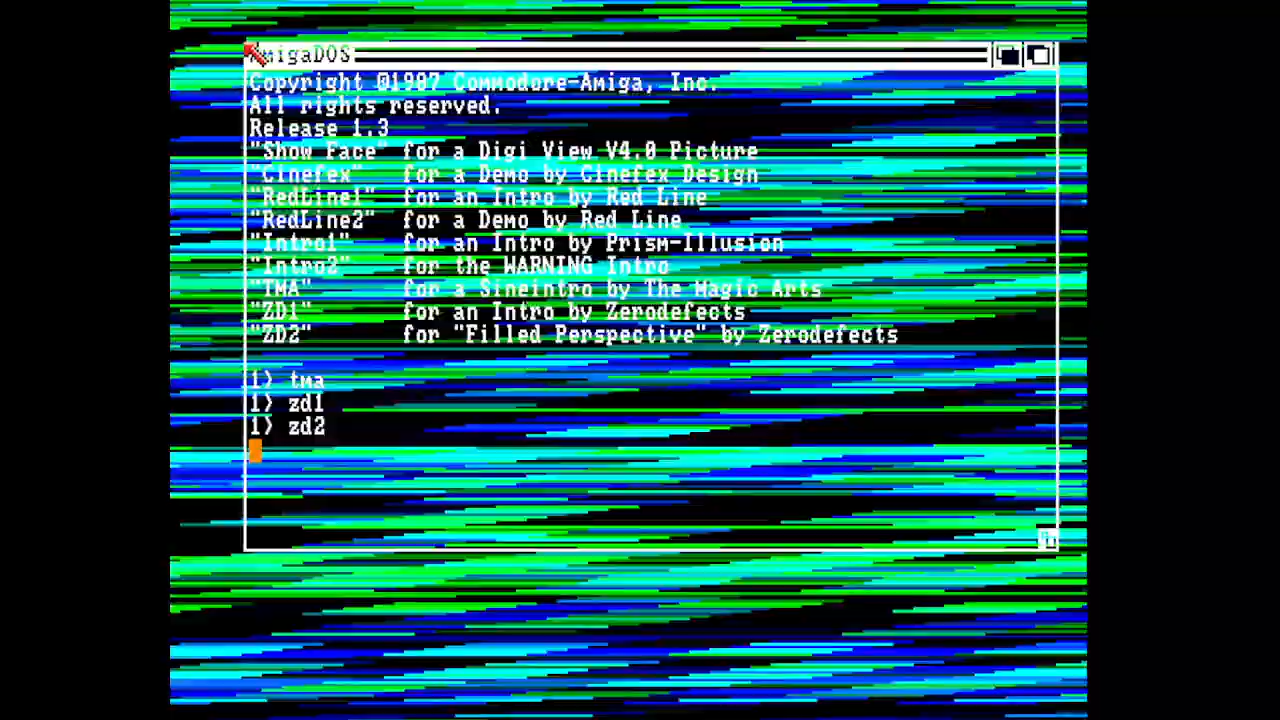 AmigaDOS
Copyright @1987 Commodore-Amiga, Inc.
All rights reserved.
Release 1.3
"Show Face" for a Digi View V4.0 Picture
"Cinefex" for a Demo by Cinefex Design
"RedLine1" for an Intro by Red Line
"RedLine2" for a Demo by Red Line
"Intro1" for an Intro by Prism-Illusion
"Intro2" for the WARNING Intro
"TMA" for a Sineintro by The Magic Arts
"ZD1" for an Intro by Zerodefects
"ZD2" for "Filled Perspective" by Zerodefects
1> tma
1> zd1
1> zd2